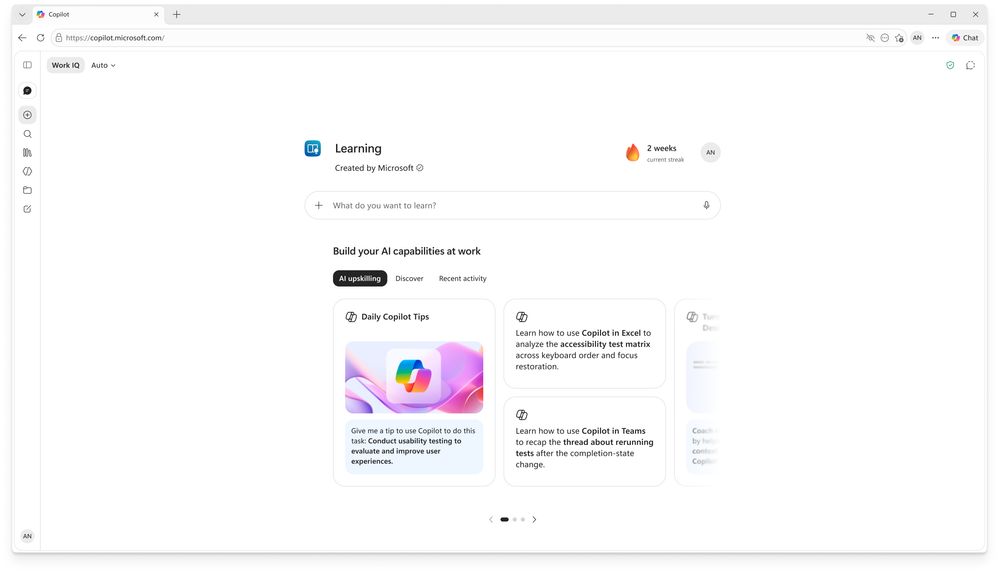 Copilot
https://copilot.microsoft.com/
AN
Chat
Work IQ
Auto
Learning
Created by Microsoft
2 weeks
current streak
AN
What do you want to learn?
Build your AI capabilities at work
AI upskilling
Discover
Recent activity
Daily Copilot Tips
Give me a tip to use Copilot to do this
task: Conduct usability testing to
evaluate and improve user
experiences.
Learn how to use Copilot in Excel to
analyze the accessibility test matrix
across keyboard order and focus
restoration.
Learn how to use Copilot in Teams
to recap the thread about rerunning
tests after the completion-state
change.
Coach
by help
Copilot
AN